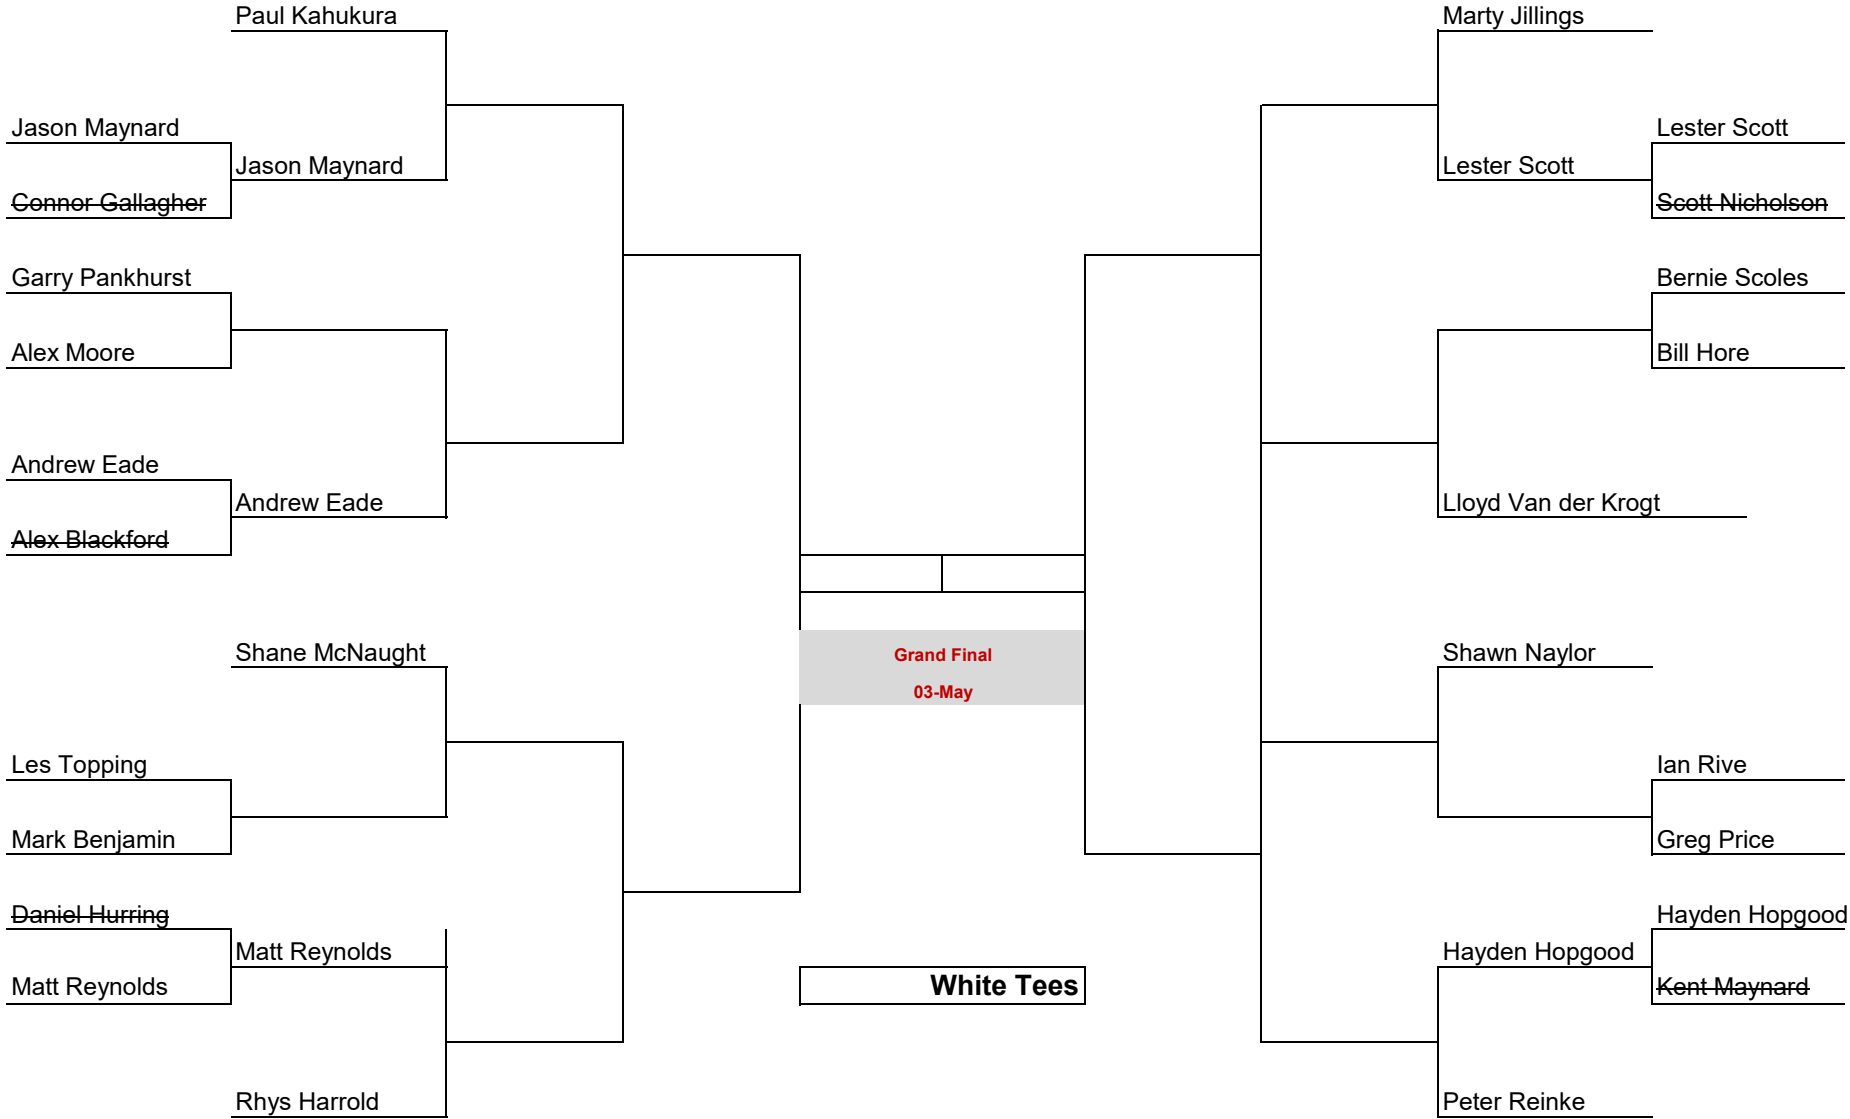 Paul Kahukura
Marty Jillings
Jason Maynard
Lester Scott
Jason Maynard
Lester Scott
Connor Gallagher
Scott Nicholson
Garry Pankhurst
Bernie Scoles
Alex Moore
Bill Hore
Andrew Eade
Andrew Eade
Lloyd Van der Krogt
Alex Blackford
Shane McNaught
Grand Final
Shawn Naylor
03-May
Les Topping
Ian Rive
Mark Benjamin
Greg Price
Daniel Hurring
Hayden Hopgood
Matt Reynolds
Hayden Hopgood
Matt Reynolds
White Tees
Kent Maynard
Rhys Harrold
Peter Reinke